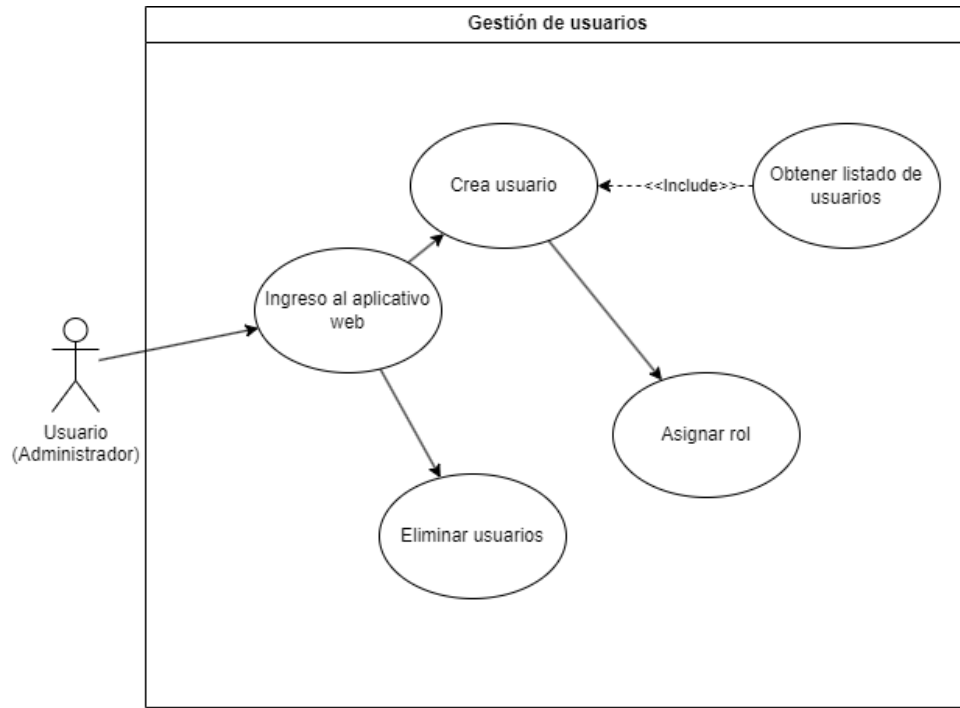 Gestión de usuarios
Crea usuario
<<Include>>
Obtener listado de
usuarios
Ingreso al aplicativo
web
Usuario
(Administrador)
Asignar rol
Eliminar usuarios